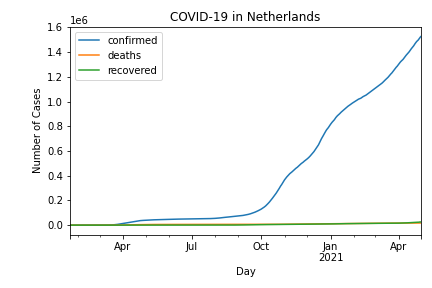 COVID-19 in Netherlands
1e6
1.6
1.4
1.2
1.0
0.8
0.6
0.4
0.2
0.0
Number of Cases
confirmed
deaths
recovered
Apr
Jul
Oct
Jan
2021
Apr
Day